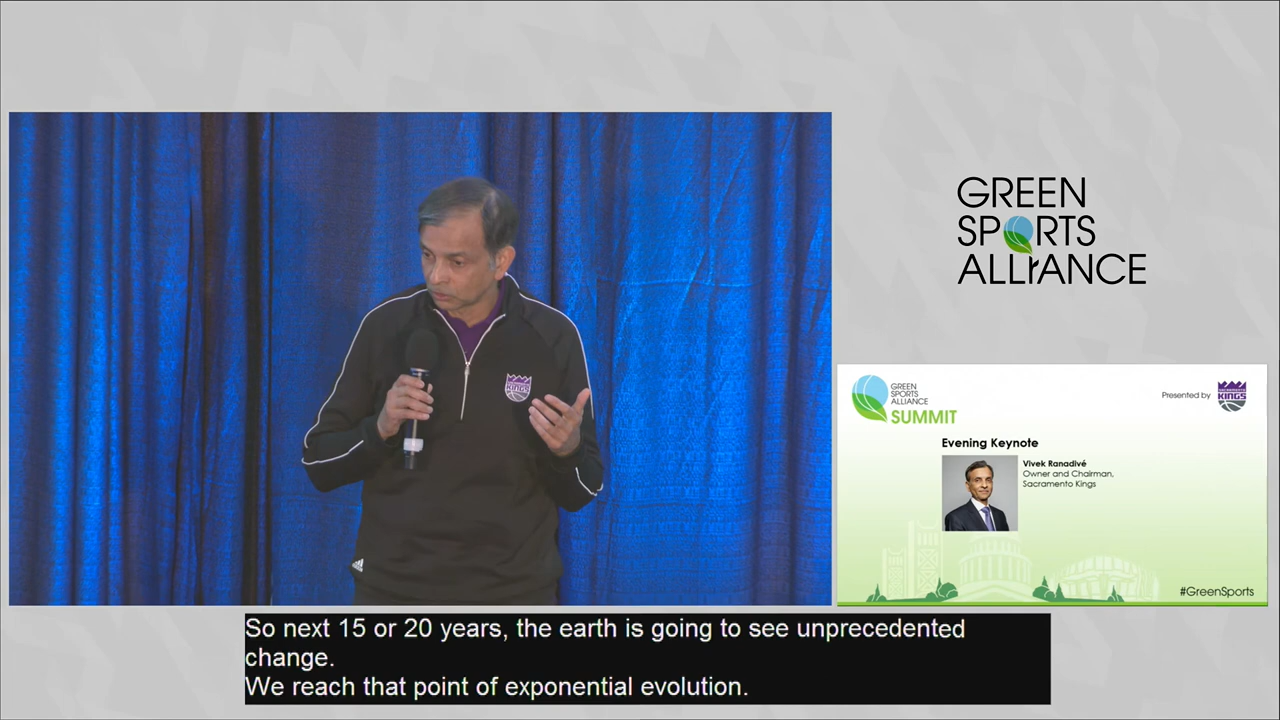 GREEN
SPORTS
ALLIANCE
KINGS
GREEN
SPORTS
ALLIANCE
SUMMIT
Presented by
SACRAMENTO
KINGS
Evening Keynote
Vivek Ranadivé
Owner and Chairman,
Sacramento Kings
#GreenSports
So next 15 or 20 years, the earth is going to see unprecedented
change.
We reach that point of exponential evolution.